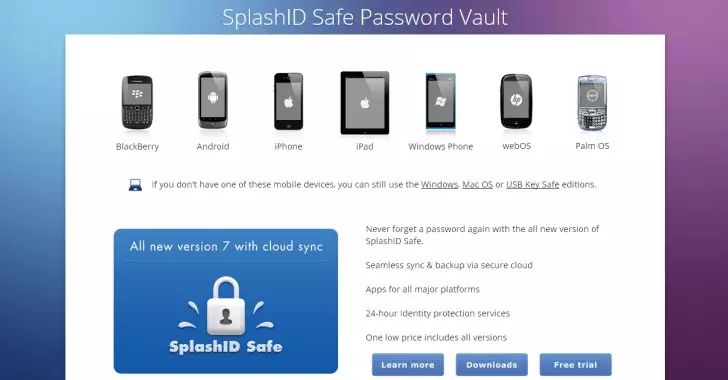 SplashID Safe Password Vault
BlackBerry
Android
iPhone
iPad
Windows Phone
webOS
Palm OS
If you don't have one of these mobile devices, you can still use the Windows, Mac OS or USB Key Safe editions.
All new version 7 with cloud sync
SplashID Safe
Never forget a password again with the all new version of
SplashID Safe.
Seamless sync & backup via secure cloud
Apps for all major platforms
24-hour identity protection services
One low price includes all versions
Learn more
Downloads
Free trial